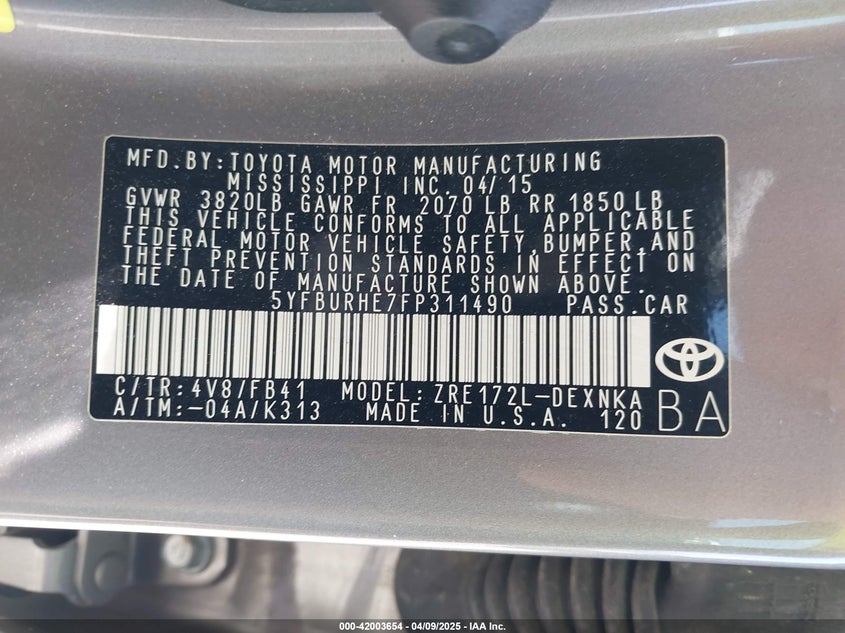 MFD.BY:TOYOTA MOTOR MANUFACTURING
MISSISSIPPI INC. 04/15
GVWR 3820LB GAWR FR 2070 LB RR 1850 LB
THIS VEHICLE CONFORMS TO ALL APPLICABLE
FEDERAL MOTOR VEHICLE SAFETY, BUMPER, AND
THEFT PREVENTION STANDARDS IN EFFECT ON
THE DATE OF MANUFACTURE SHOWN ABOVE.
5YFBURHE7FP311490 PASS.CAR
C/TR:4V8/FB41 MODEL:ZRE172L-DEXNKA
A/TM:-04A/K313 MADE IN U.S.A. 120 BA
000-42003654 | 04/09/2025 - IAA Inc.